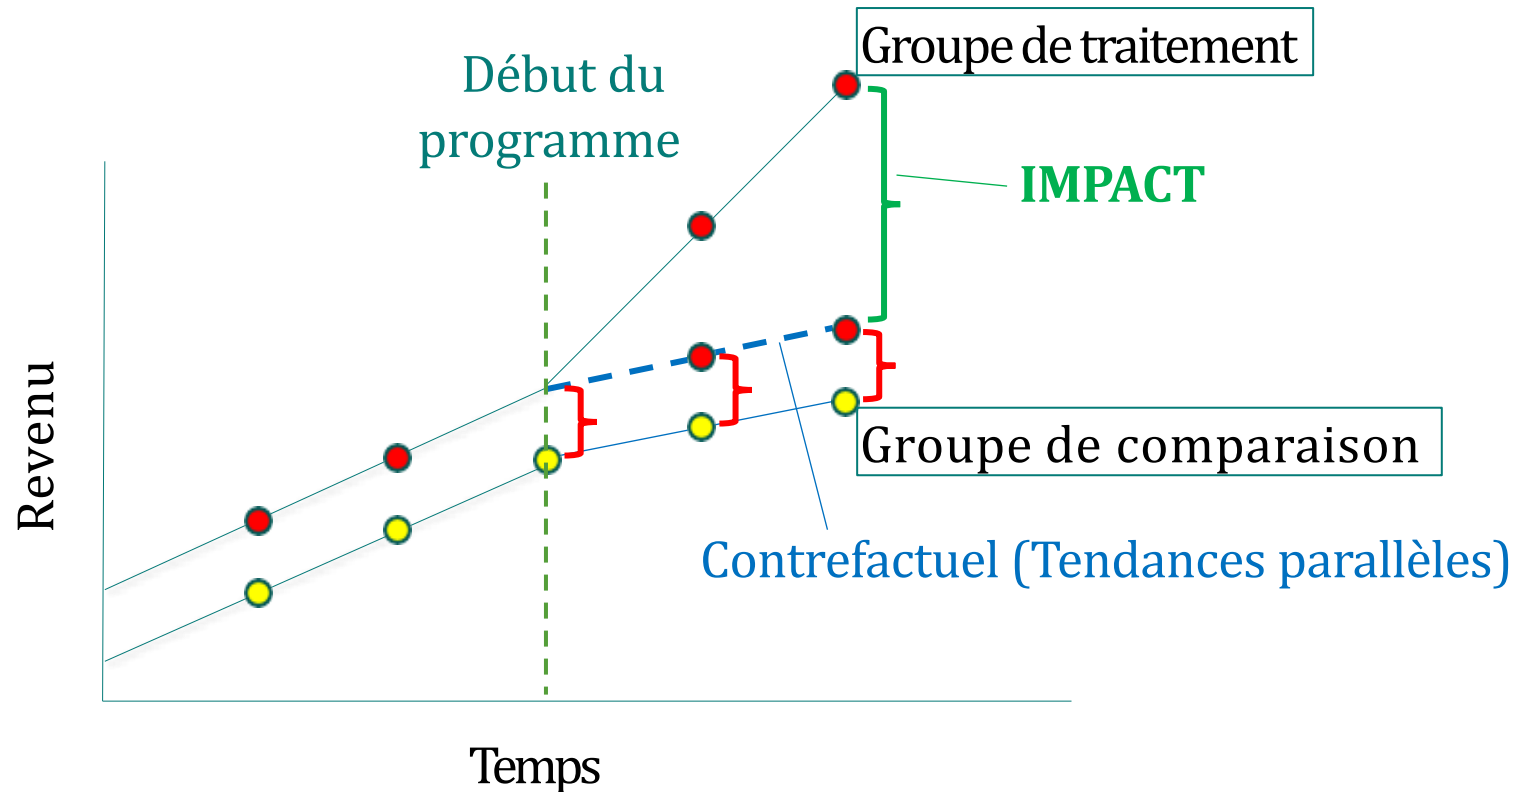 Groupe de traitement
Début du
programme
IMPACT
Revenu
Groupe de comparaison
Contrefactuel (Tendances parallèles)
Temps